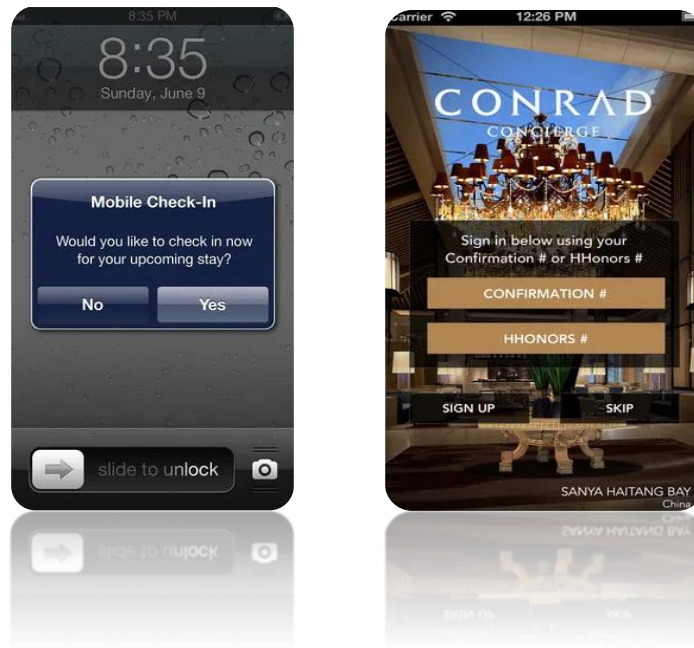 8:35 PM
8:35
Sunday, June 9
Mobile Check-In
Would you like to check in now
for your upcoming stay?
No
Yes
slide to unlock
Carrier
12:26 PM
CONRAD
CONCIERGE
Sign in below using your
Confirmation # or HHonors #
CONFIRMATION #
HHONORS #
SIGN UP
SKIP
SANYA HAITANG BAY
China